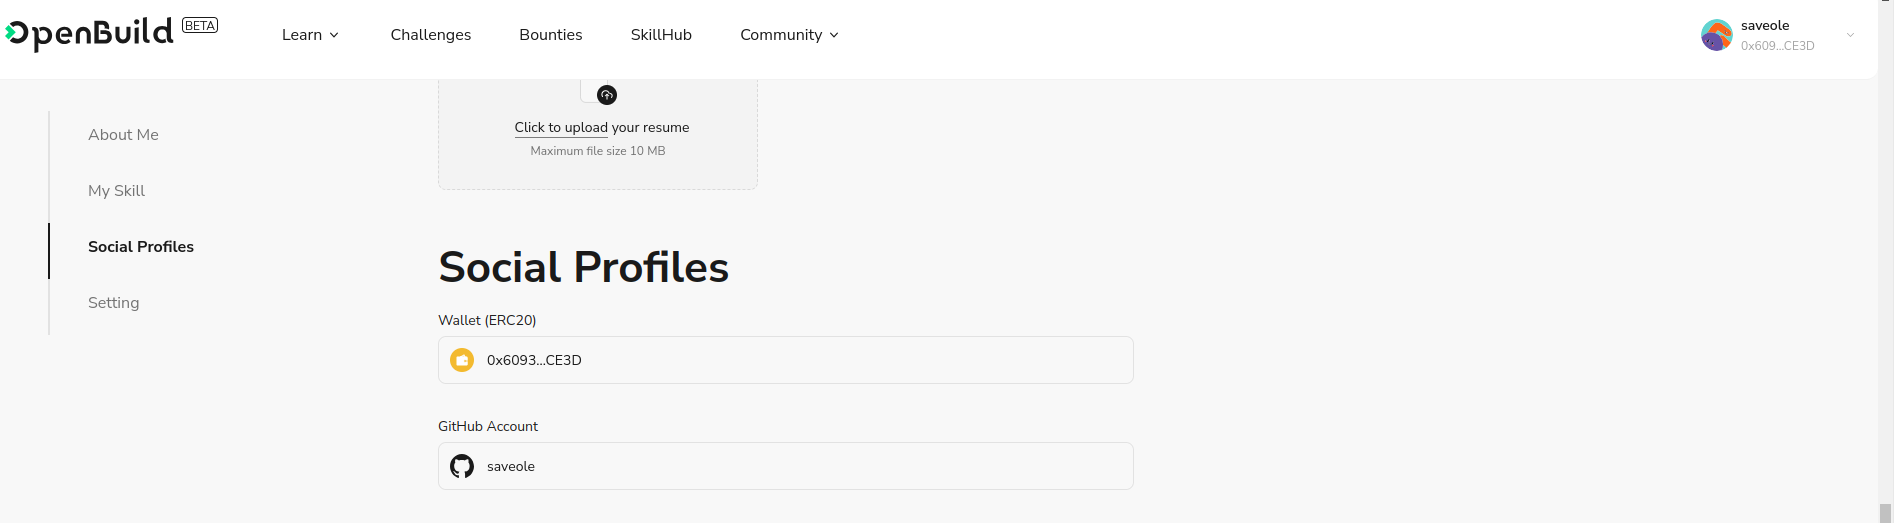 OpenBuild BETA
Learn Challenges Bounties SkillHub Community
saveole
0x609...CE3D
About Me
My Skill
Social Profiles
Setting
Click to upload your resume
Maximum file size 10 MB
Social Profiles
Wallet (ERC20)
0x6093...CE3D
GitHub Account
saveole